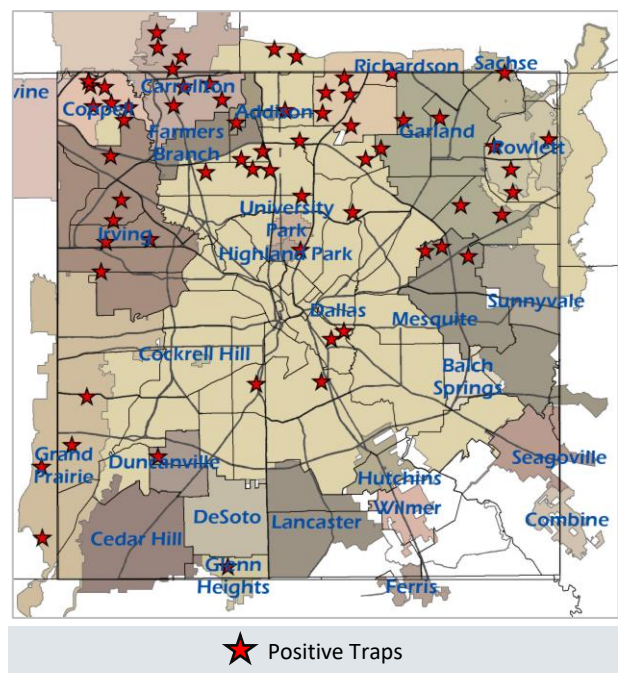 Richardson
Sachse
vine
Carrollton
Coppell
Addison
Garland
Farmers
Branch
Rowlett
University
Park
Irving
Highland Park
Sunnyvale
Dallas
Mesquite
Cockrell Hill
Balch
Springs
Grand
Prairie
Duncanville
Seagoville
Hutchins
DeSoto
Lancaster
Wilmer
Combine
Cedar Hill
Glenn
Heights
Ferris
Positive Traps